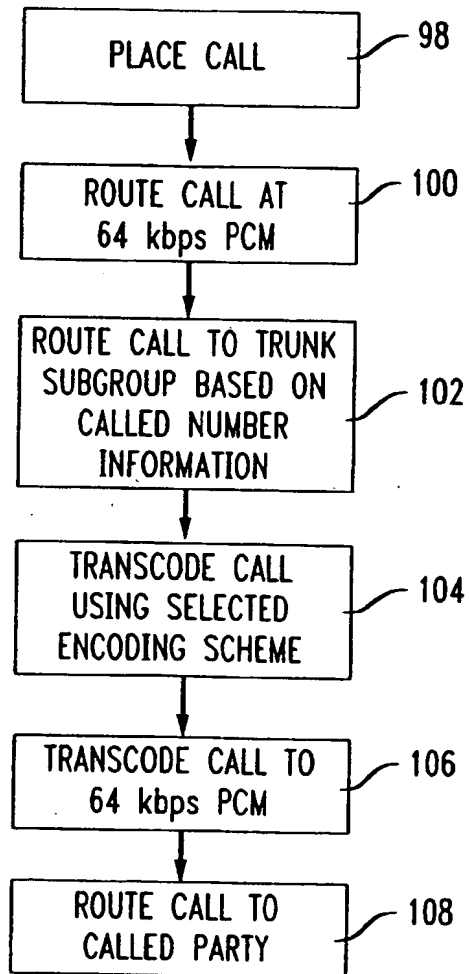 PLACE CALL
98
ROUTE CALL AT
64 kbps PCM
100
ROUTE CALL TO TRUNK
SUBGROUP BASED ON
CALLED NUMBER
INFORMATION
102
TRANSCODE CALL
USING SELECTED
ENCODING SCHEME
104
TRANSCODE CALL TO
64 kbps PCM
106
ROUTE CALL TO
CALLED PARTY
108